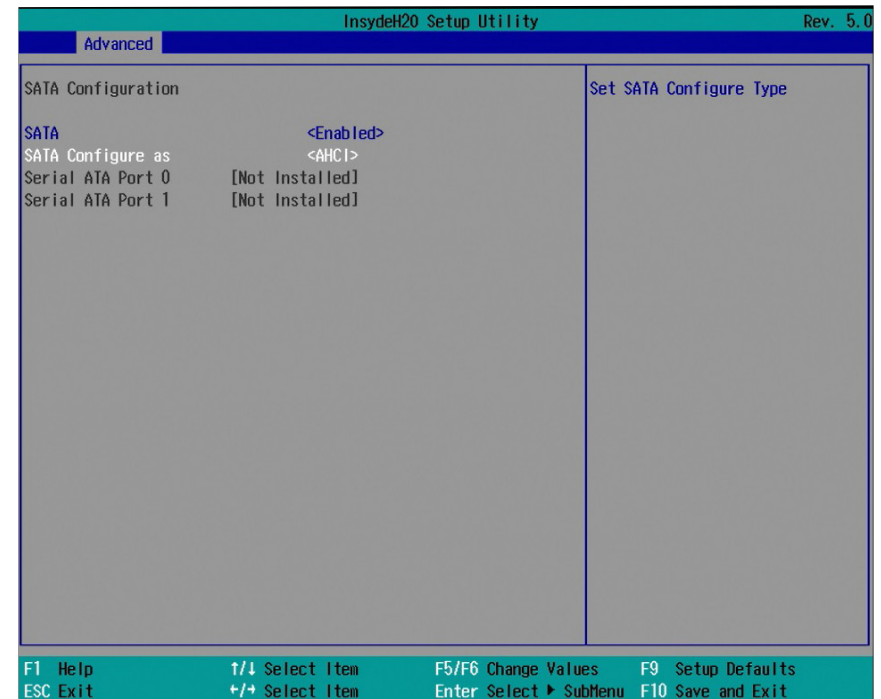 InsydeH20 Setup Utility Rev. 5.0
Advanced
SATA Configuration
Set SATA Configure Type
SATA <Enabled>
SATA Configure as <AHCI>
Serial ATA Port 0 [Not Installed]
Serial ATA Port 1 [Not Installed]
F1 Help ↑/↓ Select Item F5/F6 Change Values F9 Setup Defaults
ESC Exit ←/→ Select Item Enter Select ▶ SubMenu F10 Save and Exit